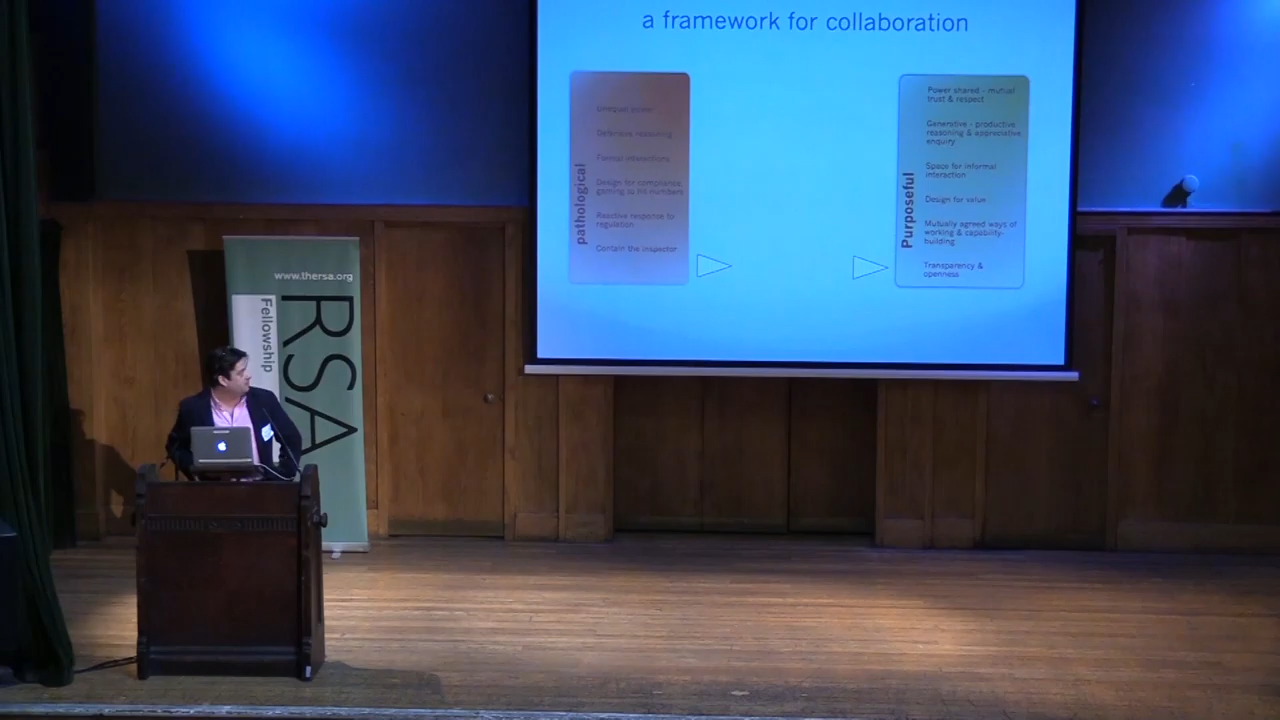 a framework for collaboration
pathological
Unequal power
Defensive reasoning
Formal interactions
Design for compliance,
gaming to hit numbers
Reactive response to
regulation
Contain the inspector
Purposeful
Power shared - mutual
trust & respect
Generative - productive
reasoning & appreciative
enquiry
Space for informal
interaction
Design for value
Mutually agreed ways of
working & capability-
building
Transparency &
openness
www.thersa.org
RSA
Fellowship